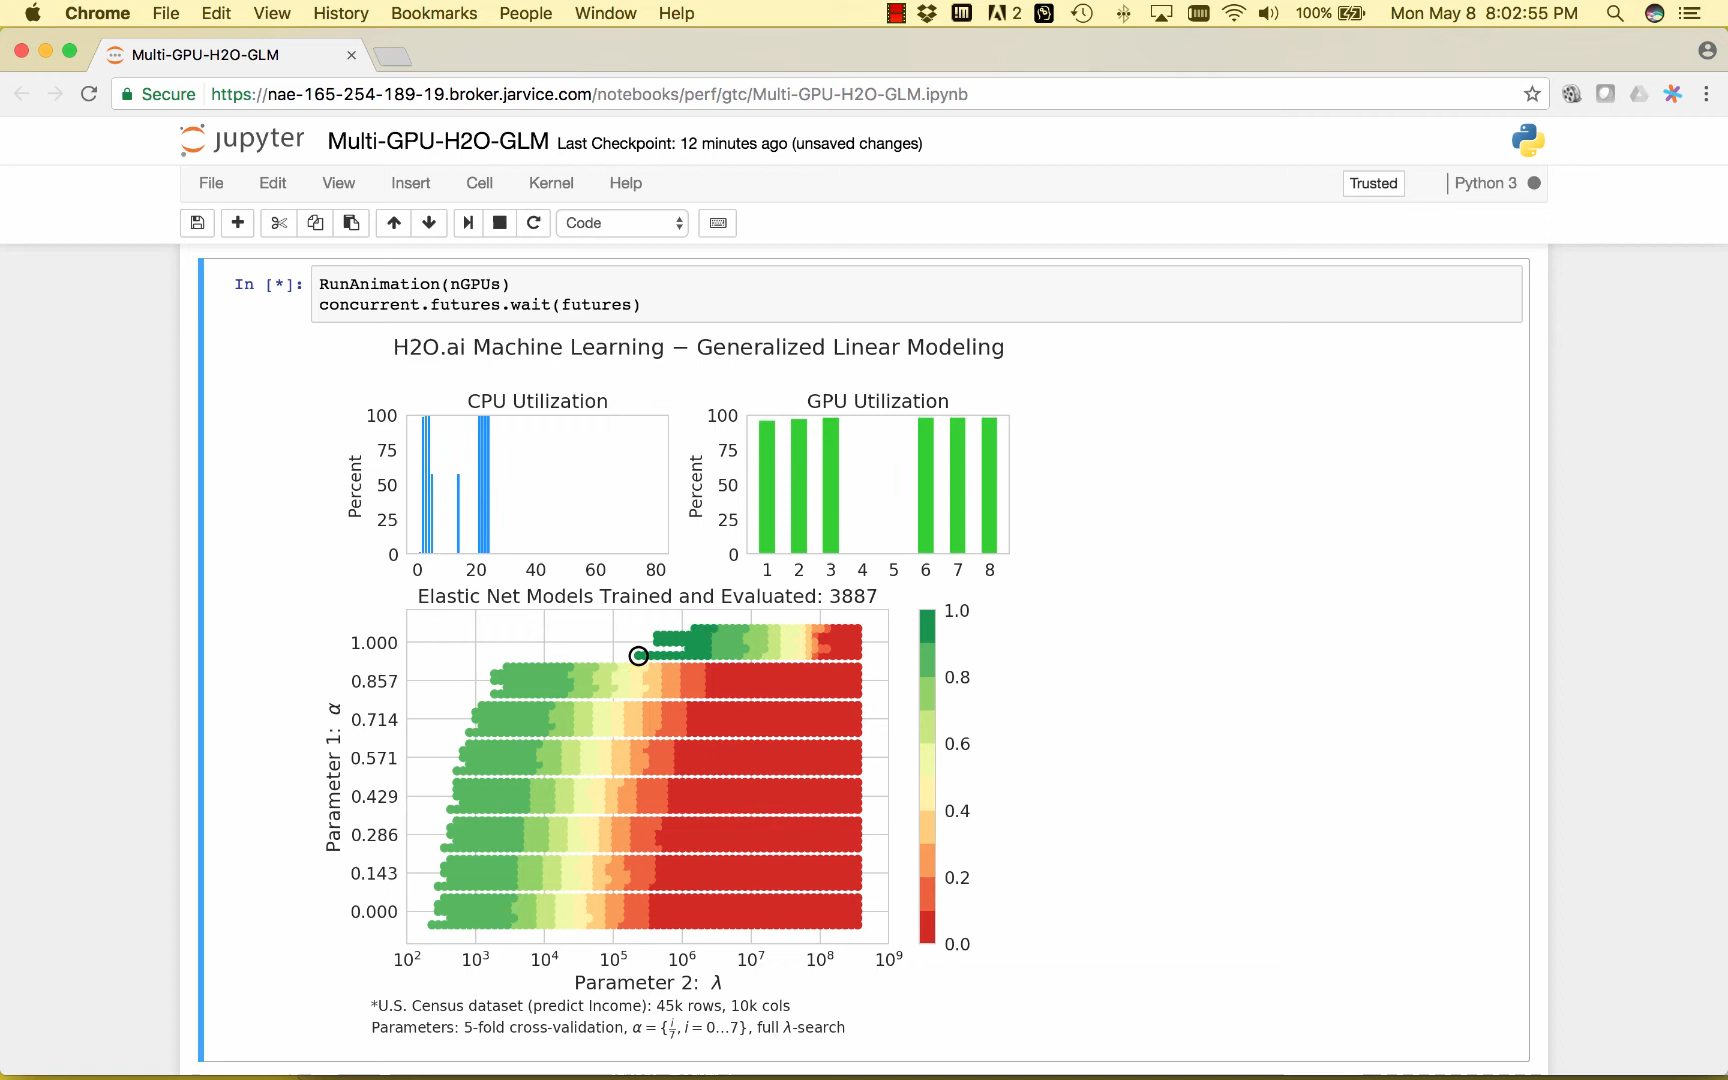 Chrome File Edit View History Bookmarks People Window Help 2 100% Mon May 8 8:02:55 PM
Multi-GPU-H2O-GLM
Secure https://nae-165-254-189-19.broker.jarvice.com/notebooks/perf/gtc/Multi-GPU-H2O-GLM.ipynb
jupyter Multi-GPU-H2O-GLM Last Checkpoint: 12 minutes ago (unsaved changes)
File Edit View Insert Cell Kernel Help Trusted Python 3
Code
In [*]: RunAnimation(nGPUs)
concurrent.futures.wait(futures)
H2O.ai Machine Learning − Generalized Linear Modeling
CPU Utilization
Percent
100
75
50
25
0
0 20 40 60 80
GPU Utilization
Percent
100
75
50
25
0
1 2 3 4 5 6 7 8
Elastic Net Models Trained and Evaluated: 3887
Parameter 1: α
1.000
0.857
0.714
0.571
0.429
0.286
0.143
0.000
10² 10³ 10⁴ 10⁵ 10⁶ 10⁷ 10⁸ 10⁹
Parameter 2: λ
1.0
0.8
0.6
0.4
0.2
0.0
*U.S. Census dataset (predict Income): 45k rows, 10k cols
Parameters: 5-fold cross-validation, α = {i/7, i = 0…7}, full λ-search